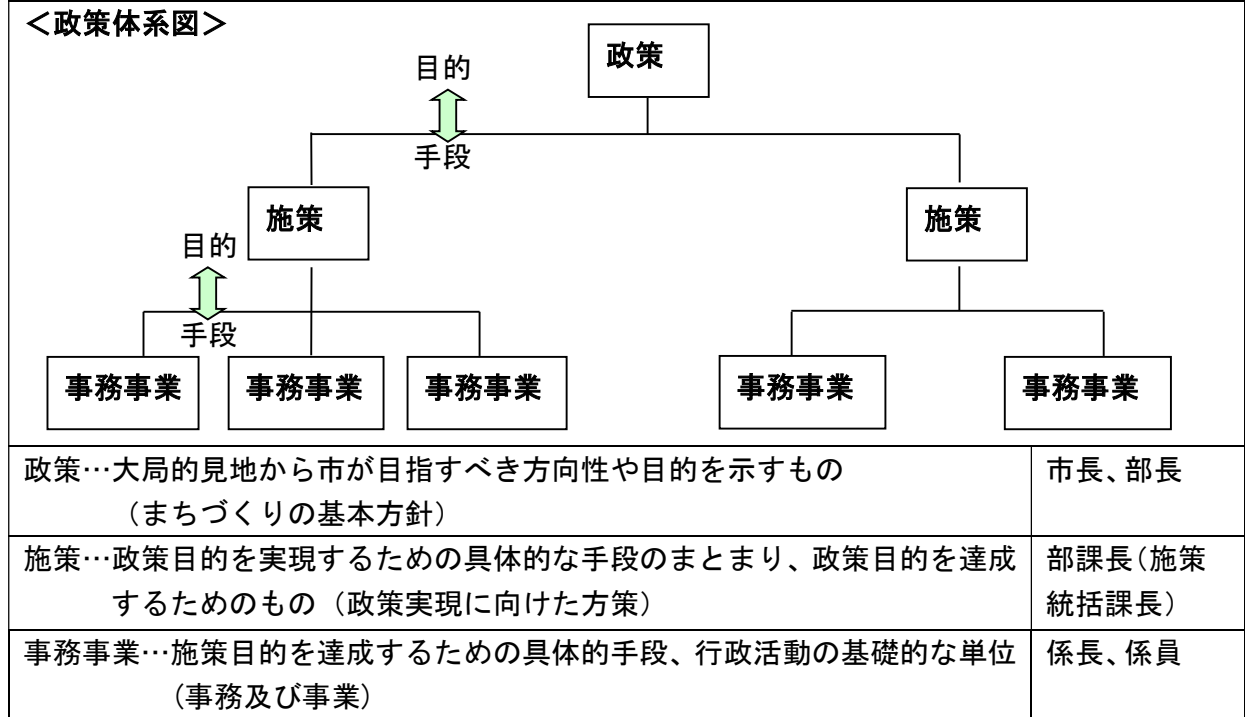 ＜政策体系図＞
政策
目的
手段
施策
施策
目的
手段
事務事業
事務事業
事務事業
事務事業
事務事業
政策…大局的見地から市が目指すべき方向性や目的を示すもの
（まちづくりの基本方針）
市長、部長
施策…政策目的を実現するための具体的な手段のまとまり、政策目的を達成
するためのもの（政策実現に向けた方策）
部課長（施策
統括課長）
事務事業…施策目的を達成するための具体的手段、行政活動の基礎的な単位
（事務及び事業）
係長、係員